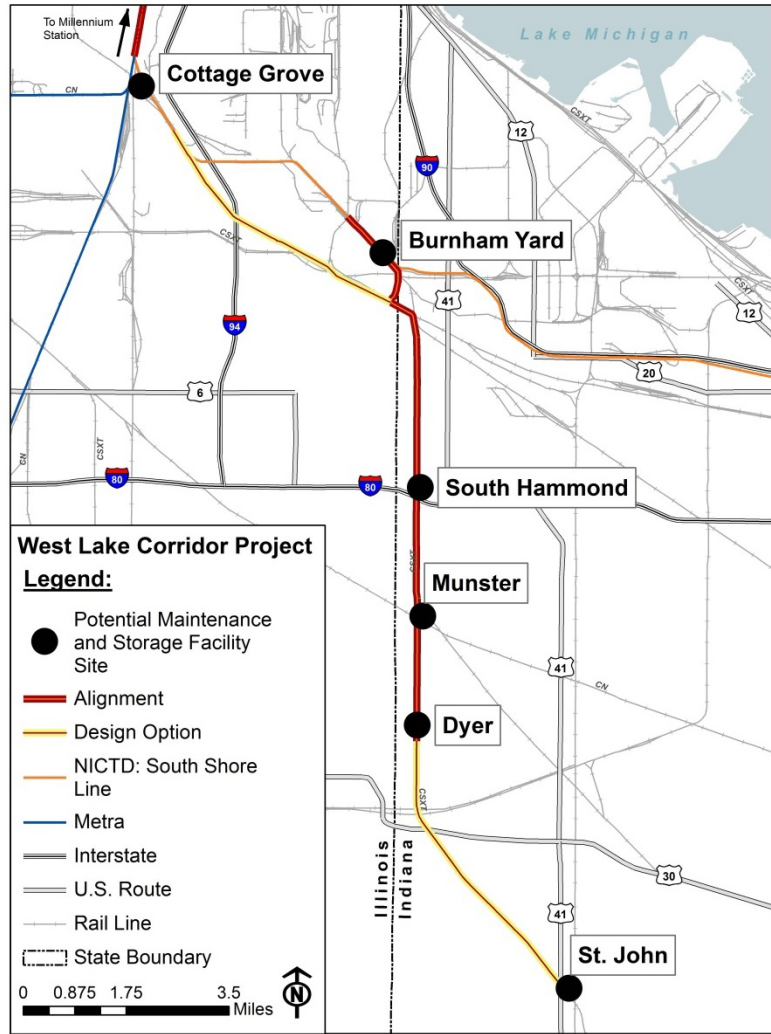 To Millennium
Station
Lake Michigan
CN
Cottage Grove
CSXT
12
90
Burnham Yard
CSXT
41
CSXT
12
94
20
6
CN
CSXT
80
80
South Hammond
CSXT
Munster
41
CN
Dyer
CSXT
30
Illinois
Indiana
41
St. John
West Lake Corridor Project
Legend:
Potential Maintenance
and Storage Facility
Site
Alignment
Design Option
NICTD: South Shore
Line
Metra
Interstate
U.S. Route
Rail Line
State Boundary
N
0 0.875 1.75 3.5
Miles